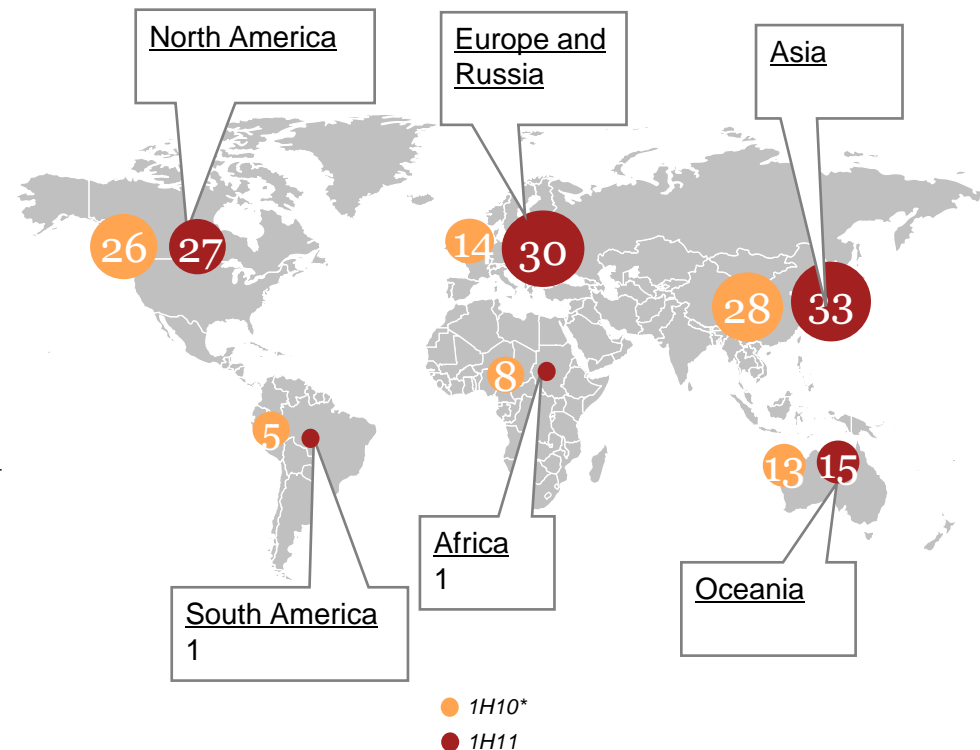 North America
Europe and
Russia
Asia
26
27
14
30
28
33
8
5
13
15
Africa
1
Oceania
South America
1
1H10*
1H11